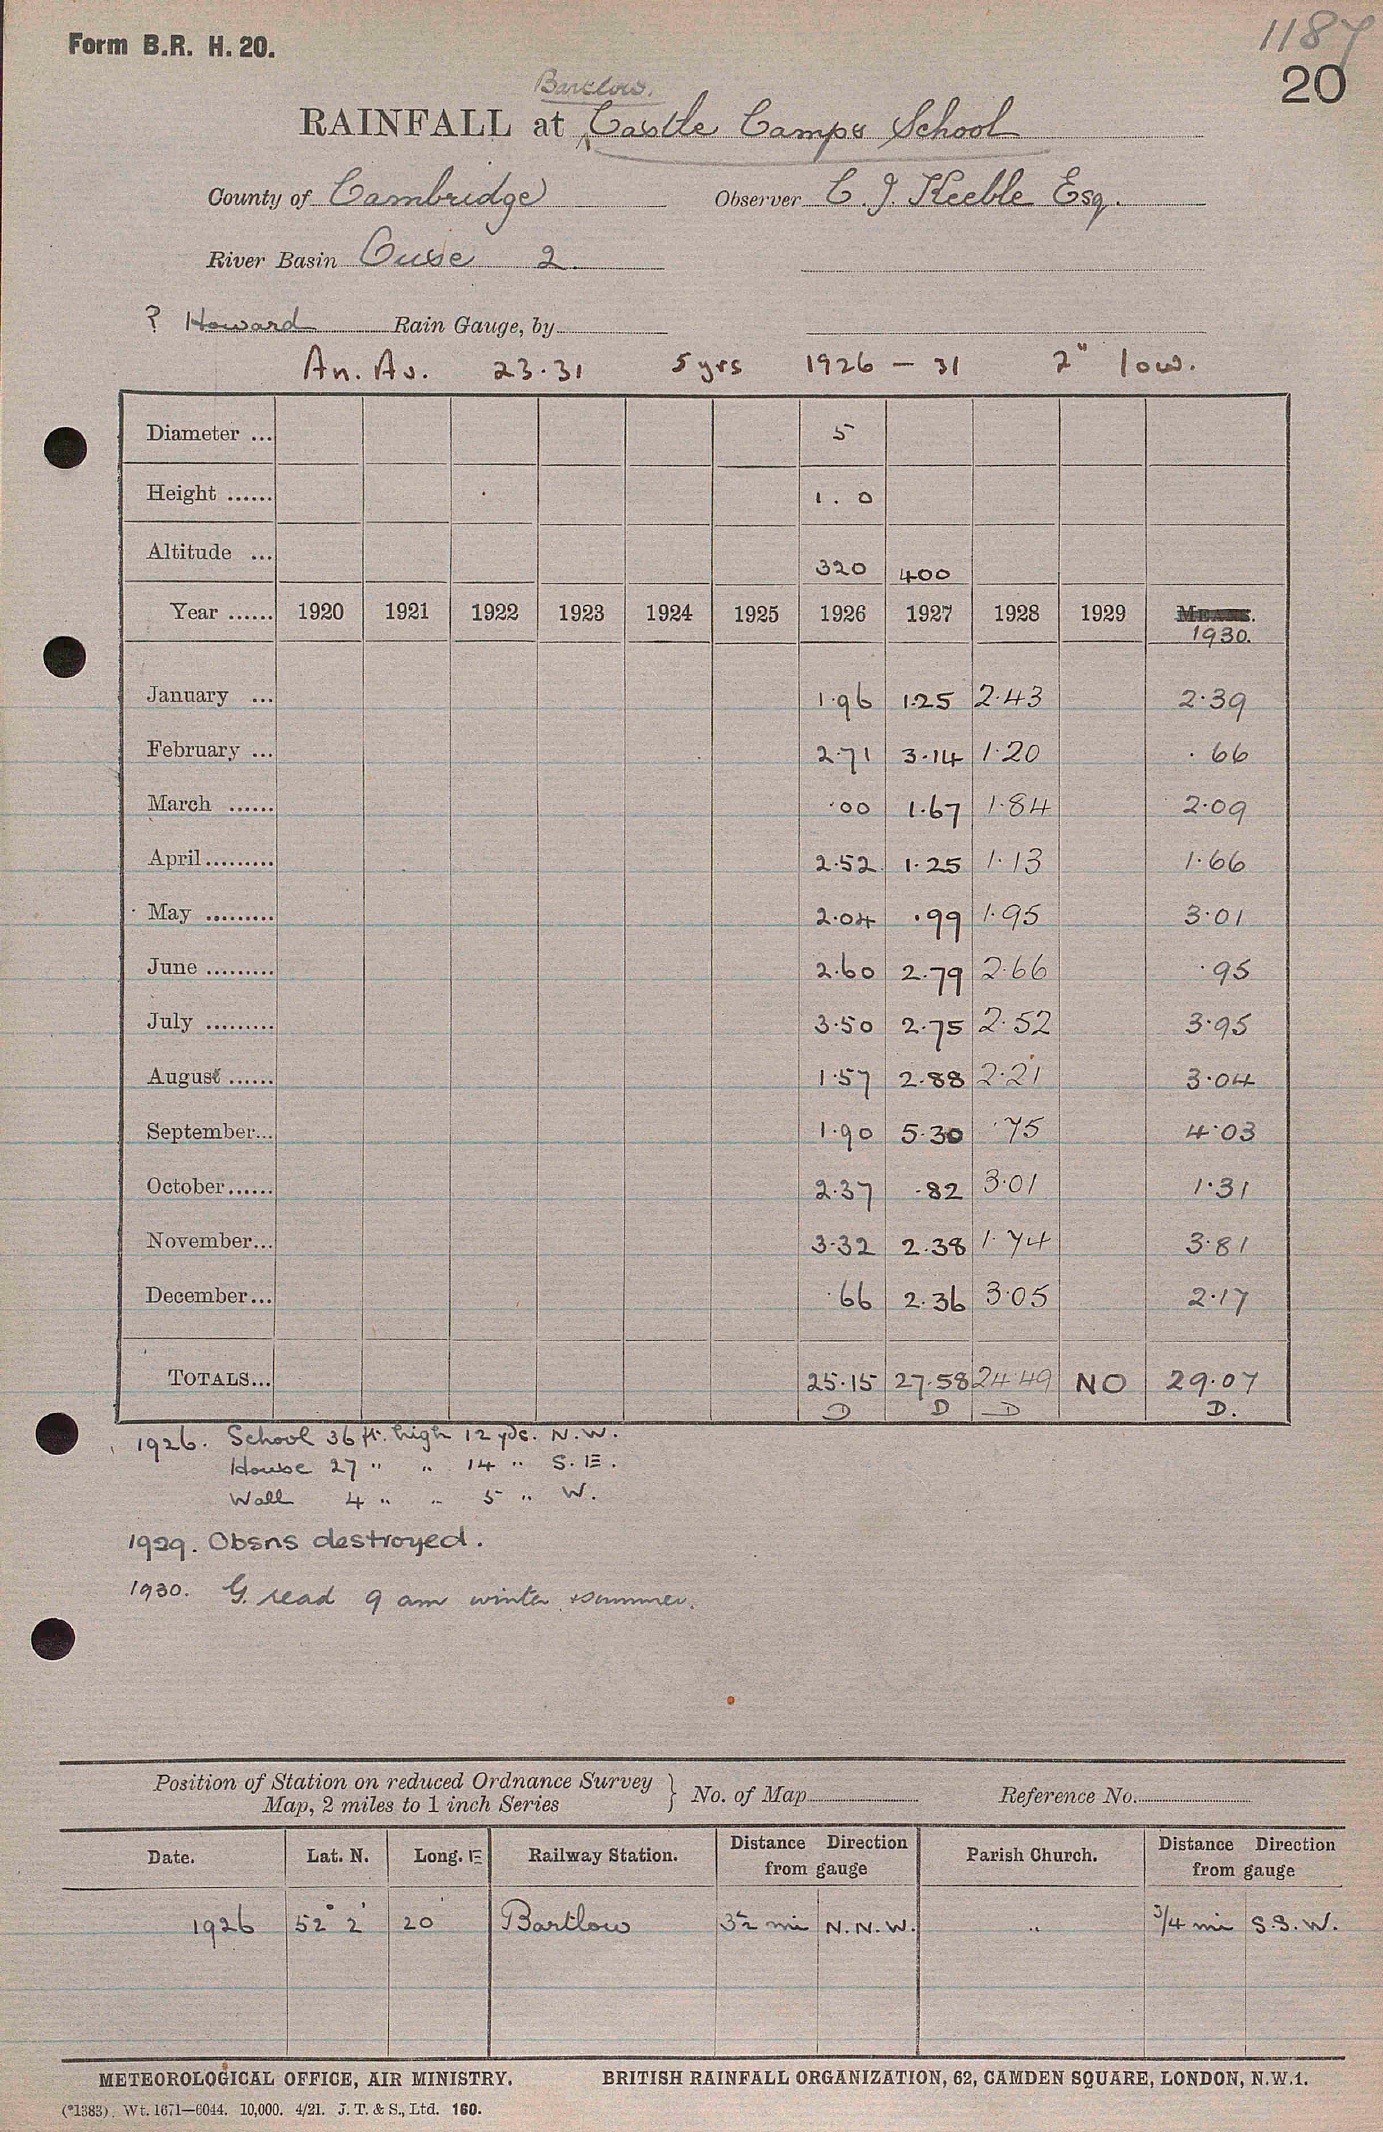 Form B.R. H. 20.
1187
20
Bartlow.
RAINFALL at Castle Camps School
County of Cambridge Observer C. J. Keeble Esq.
River Basin Ouse 2.
? Howard Rain Gauge, by
An. Av. 23.31 5 yrs 1926 – 31 2" low.
Diameter ... 5
Height ...... 1. 0
Altitude ... 320 400
Year ...... 1920 1921 1922 1923 1924 1925 1926 1927 1928 1929 MEANS.
1930.
January ... 1.96 1.25 2.43 2.39
February ... 2.71 3.14 1.20 .66
March ...... .00 1.67 1.84 2.09
April......... 2.52 1.25 1.13 1.66
May ......... 2.04 .99 1.95 3.01
June ......... 2.60 2.79 2.66 .95
July ......... 3.50 2.75 2.52 3.95
August ...... 1.57 2.88 2.21 3.04
September... 1.90 5.30 .75 4.03
October...... 2.37 .82 3.01 1.31
November... 3.32 2.38 1.74 3.81
December... .66 2.36 3.05 2.17
TOTALS... 25.15 27.58 24.49 NO 29.07
D D D D.
1926. School 36 ft. high 12 yds. N.W.
House 27 " " 14 " S.E.
Wall 4 " " 5 " W.
1929. Obsns destroyed.
1930. G. read 9 am winter & summer.
Position of Station on reduced Ordnance Survey } No. of Map Reference No.
Map, 2 miles to 1 inch Series
Date. Lat. N. Long. E Railway Station. Distance Direction from gauge Parish Church. Distance Direction from gauge
1926 52° 2' 20' Bartlow 3½ mi N.N.W. " 3/4 mi S.S.W.
METEOROLOGICAL OFFICE, AIR MINISTRY. BRITISH RAINFALL ORGANIZATION, 62, CAMDEN SQUARE, LONDON, N.W.1.
(*1383). Wt. 1671—6044. 10,000. 4/21. J. T. & S., Ltd. 160.